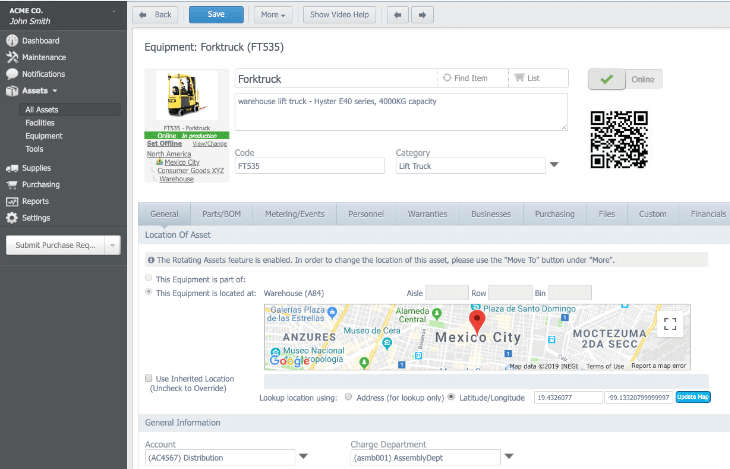 ACME CO.
John Smith
Dashboard
Maintenance
Notifications
Assets
All Assets
Facilities
Equipment
Tools
Supplies
Purchasing
Reports
Settings
Submit Purchase Req...
Back
Save
More
Show Video Help
Equipment: Forktruck (FT535)
FT535 - Forktruck
Online In production
Set Offline View/Change
North America
Mexico City
Consumer Goods XYZ
Warehouse
Forktruck
Find Item
List
warehouse lift truck - Hyster E40 series, 4000KG capacity
Code
FT535
Category
Lift Truck
Online
General
Parts/BOM
Metering/Events
Personnel
Warranties
Businesses
Purchasing
Files
Custom
Financials
Location Of Asset
The Rotating Assets feature is enabled. In order to change the location of this asset, please use the "Move To" button under "More".
This Equipment is part of:
This Equipment is located at: Warehouse (A84) Aisle Row Bin
Galerías Plaza
de las Estrellas
Alameda
Central
Plaza de Santo Domingo
ANZURES
Museo de Cera
Mexico City
MOCTEZUMA
2DA SECC
Museo Nacional
de Antropología
Google
Map data ©2019 INEGI Terms of Use Report a map error
Use Inherited Location
(Uncheck to Override)
Lookup location using: Address (for lookup only) Latitude/Longitude 19.4326077 -99.13320799999997 Update Map
General Information
Account
(AC4567) Distribution
Charge Department
(asmb001) AssemblyDept